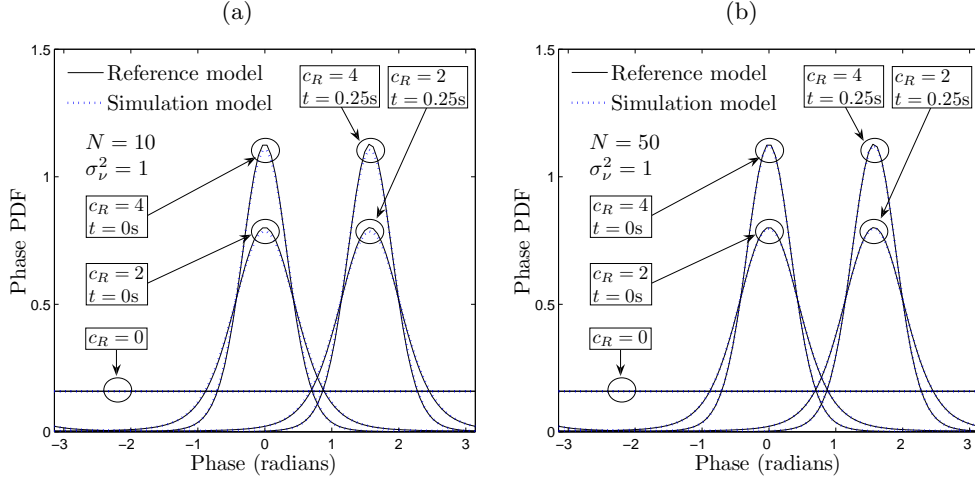 (a)
1.5
1
0.5
0
Phase PDF
Reference model
Simulation model
N = 10
σ_ν^2 = 1
c_R = 4
t = 0.25s
c_R = 2
t = 0.25s
c_R = 4
t = 0s
c_R = 2
t = 0s
c_R = 0
−3 −2 −1 0 1 2 3
Phase (radians)
(b)
1.5
1
0.5
0
Phase PDF
Reference model
Simulation model
N = 50
σ_ν^2 = 1
c_R = 4
t = 0.25s
c_R = 2
t = 0.25s
c_R = 4
t = 0s
c_R = 2
t = 0s
c_R = 0
−3 −2 −1 0 1 2 3
Phase (radians)